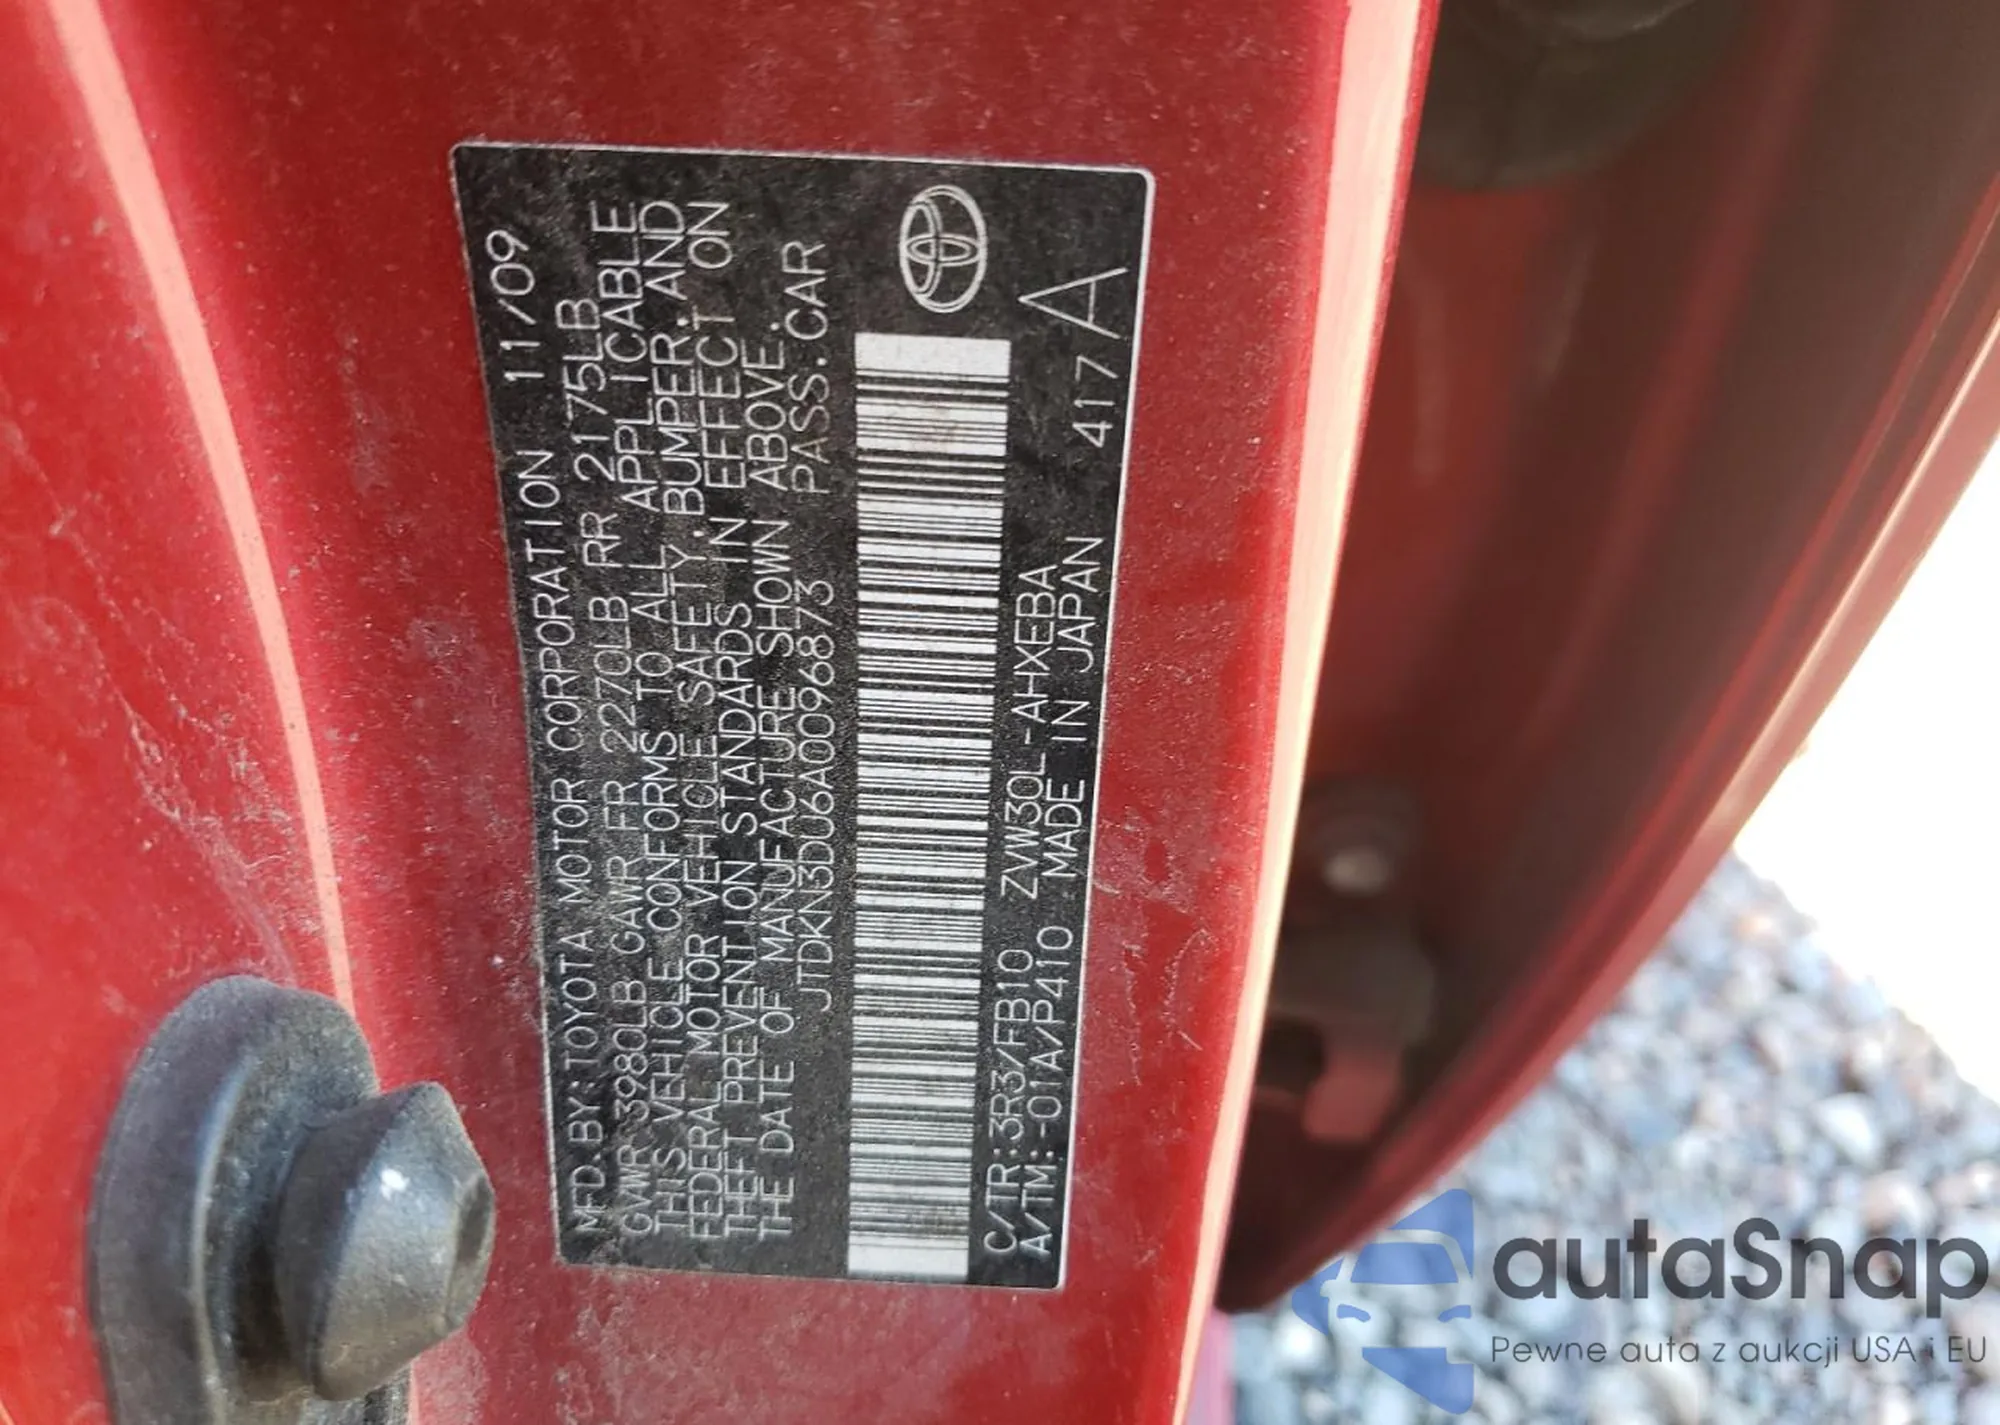 MFD.BY:TOYOTA MOTOR CORPORATION 11/09
GVWR 3980LB GAWR FR 2270LB RR 2175LB
THIS VEHICLE CONFORMS TO ALL APPLICABLE
FEDERAL MOTOR VEHICLE SAFETY,BUMPER,AND
THEFT PREVENTION STANDARDS IN EFFECT ON
THE DATE OF MANUFACTURE SHOWN ABOVE.
JTDKN3DU6A0096873 PASS.CAR
C/TR:3R3/FB10 ZVW30L-AHXEBA
A/TM:-01A/P410 MADE IN JAPAN 417A
autaSnap
Pewne auta z aukcji USA i EU